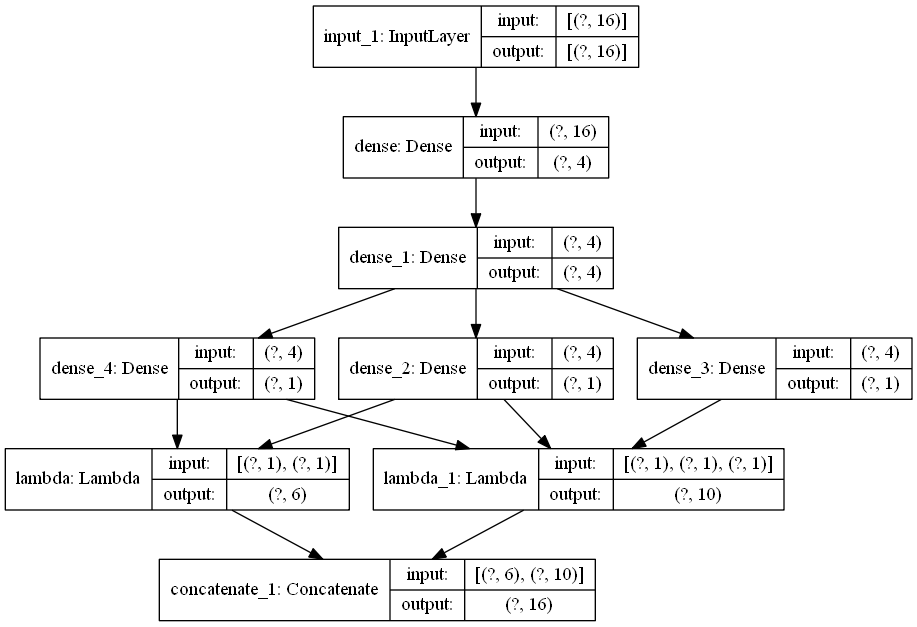 input_1: InputLayer
input: [(?, 16)]
output: [(?, 16)]
dense: Dense
input: (?, 16)
output: (?, 4)
dense_1: Dense
input: (?, 4)
output: (?, 4)
dense_4: Dense
input: (?, 4)
output: (?, 1)
dense_2: Dense
input: (?, 4)
output: (?, 1)
dense_3: Dense
input: (?, 4)
output: (?, 1)
lambda: Lambda
input: [(?, 1), (?, 1)]
output: (?, 6)
lambda_1: Lambda
input: [(?, 1), (?, 1), (?, 1)]
output: (?, 10)
concatenate_1: Concatenate
input: [(?, 6), (?, 10)]
output: (?, 16)